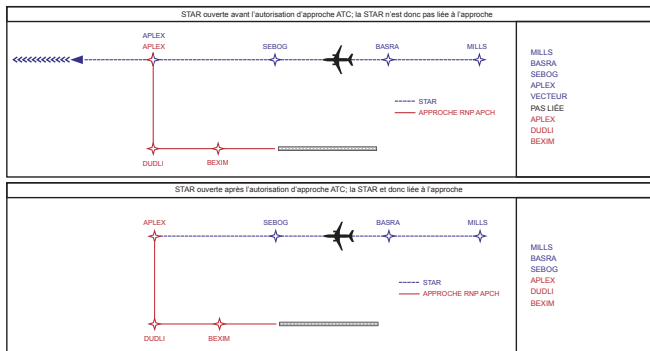 STAR ouverte avant l'autorisation d'approche ATC; la STAR n'est donc pas liée à l'approche
APLEX
APLEX
SEBOG
BASRA
MILLS
STAR
APPROCHE RNP APCH
DUDLI
BEXIM
MILLS
BASRA
SEBOG
APLEX
VECTEUR
PAS LIÉE
APLEX
DUDLI
BEXIM
STAR ouverte après l'autorisation d'approche ATC; la STAR et donc liée à l'approche
APLEX
SEBOG
BASRA
MILLS
STAR
APPROCHE RNP APCH
DUDLI
BEXIM
MILLS
BASRA
SEBOG
APLEX
DUDLI
BEXIM